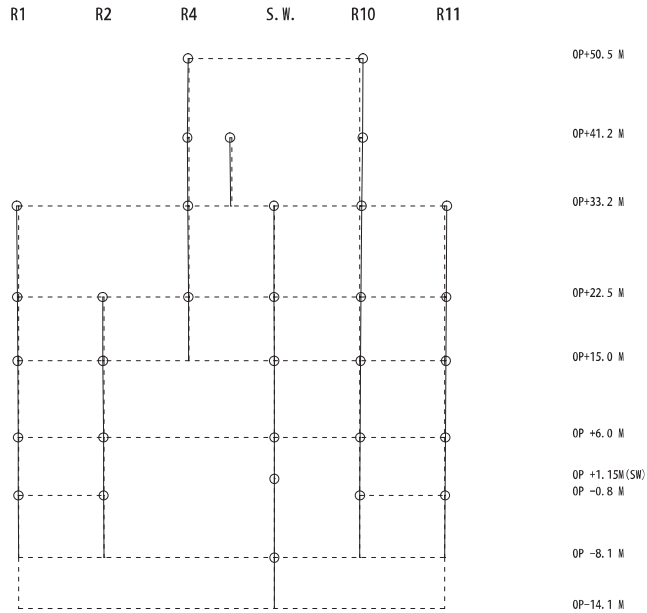 R1 R2 R4 S.W. R10 R11
OP+50.5 M
OP+41.2 M
OP+33.2 M
OP+22.5 M
OP+15.0 M
OP +6.0 M
OP +1.15M(SW)
OP -0.8 M
OP -8.1 M
OP-14.1 M